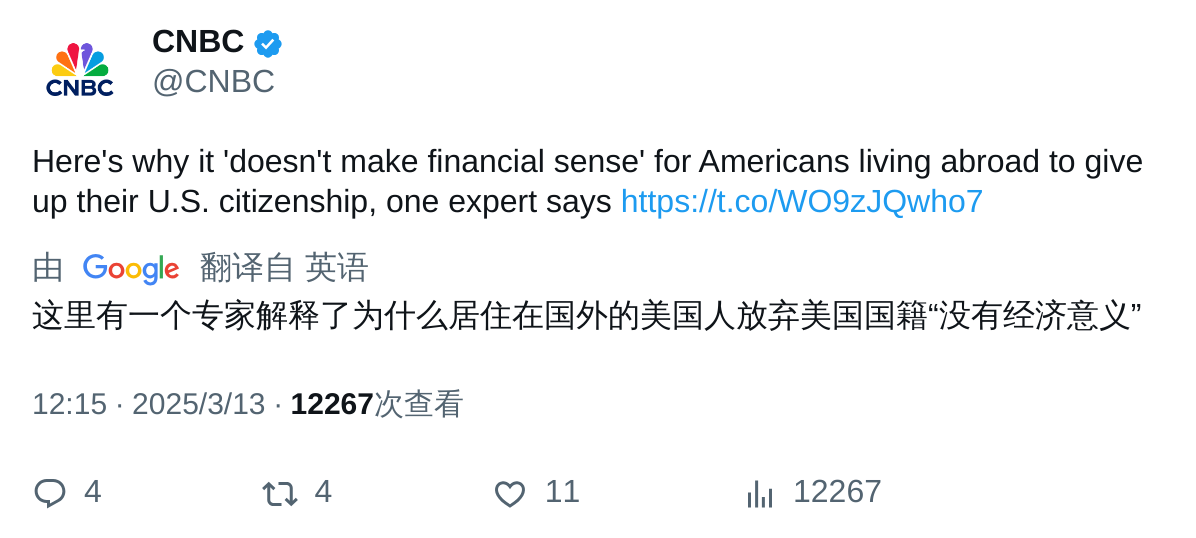 CNBC
CNBC
@CNBC
Here's why it 'doesn't make financial sense' for Americans living abroad to give
up their U.S. citizenship, one expert says https://t.co/WO9zJQwho7
由 Google 翻译自 英语
这里有一个专家解释了为什么居住在国外的美国人放弃美国国籍“没有经济意义”
12:15 · 2025/3/13 · 12267次查看
4 4 11 12267